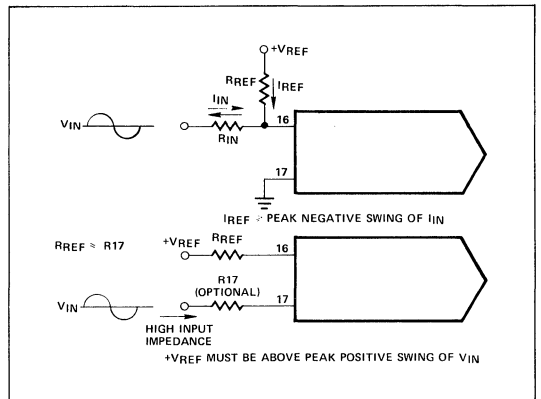 +VREF
RREF
IREF
IIN
VIN
RIN
16
17
IREF ≥ PEAK NEGATIVE SWING OF IIN
RREF ≈ R17
+VREF
RREF
16
R17
(OPTIONAL)
VIN
17
HIGH INPUT
IMPEDANCE
+VREF MUST BE ABOVE PEAK POSITIVE SWING OF VIN